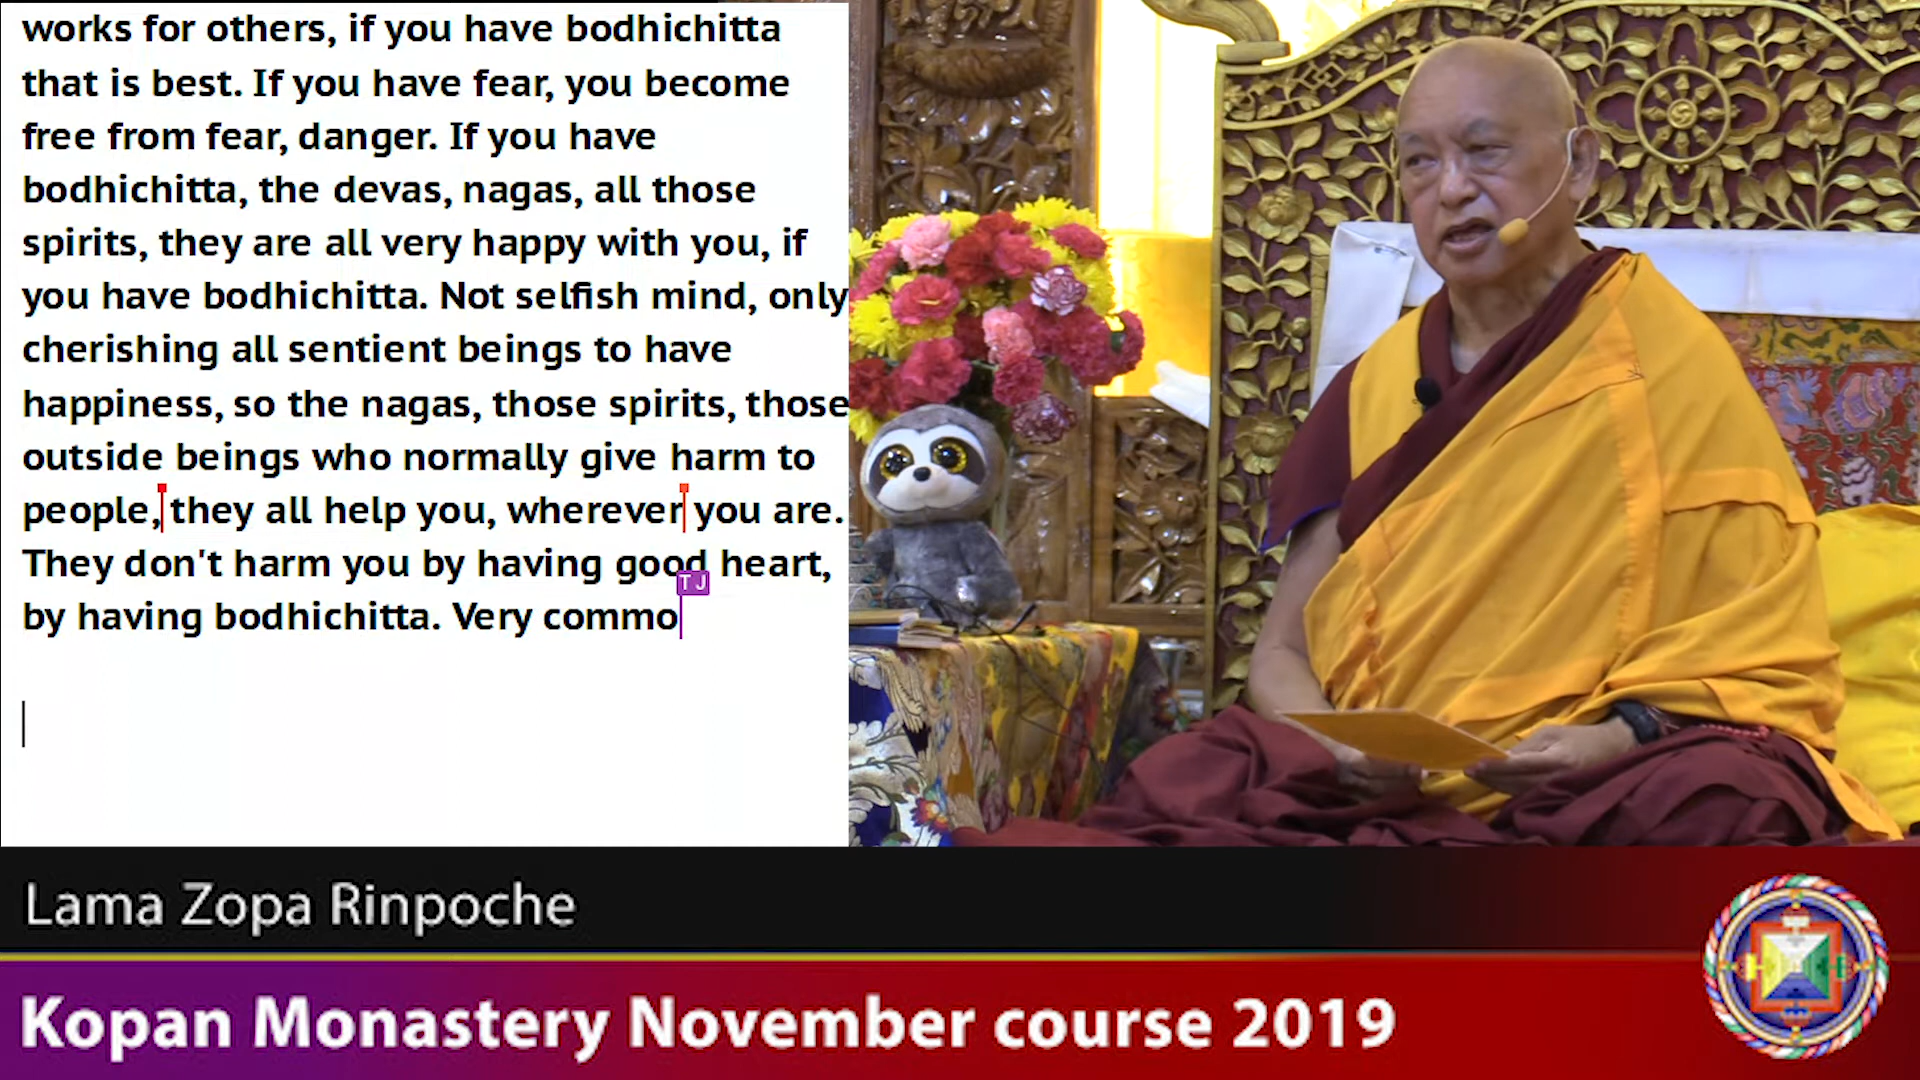 works for others, if you have bodhichitta
that is best. If you have fear, you become
free from fear, danger. If you have
bodhichitta, the devas, nagas, all those
spirits, they are all very happy with you, if
you have bodhichitta. Not selfish mind, only
cherishing all sentient beings to have
happiness, so the nagas, those spirits, those
outside beings who normally give harm to
people, they all help you, wherever you are.
They don't harm you by having good heart,
TJ
by having bodhichitta. Very commo
Lama Zopa Rinpoche
Kopan Monastery November course 2019